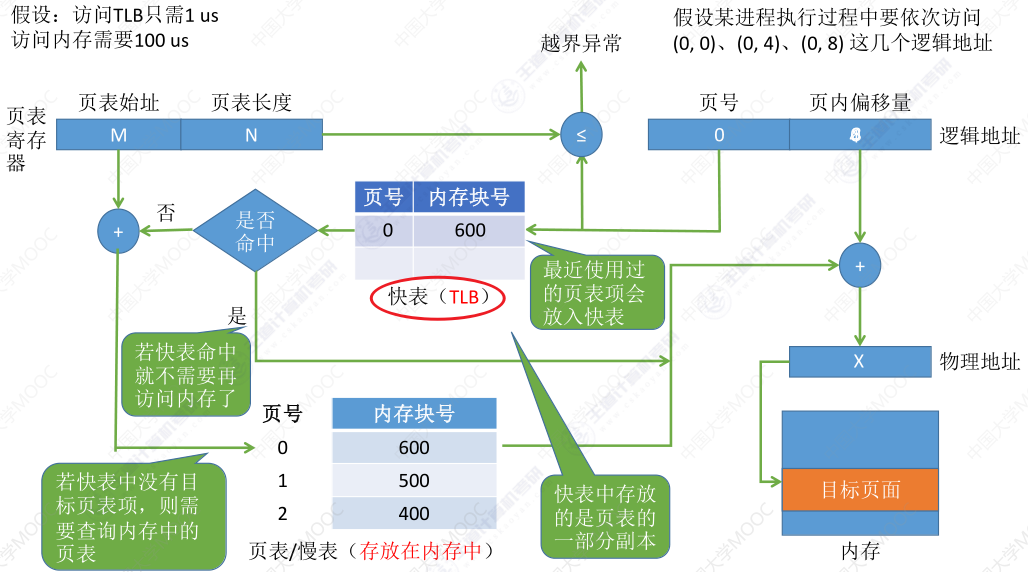 假设：访问TLB只需1 us
访问内存需要100 us
假设某进程执行过程中要依次访问
(0, 0)、(0, 4)、(0, 8) 这几个逻辑地址
越界异常
页表始址
页表长度
页号
页内偏移量
页表
寄存
器
M
N
≤
0
逻辑地址
页号
内存块号
0
600
否
是否
命中
+
+
最近使用过
的页表项会
放入快表
快表（TLB）
是
若快表命中
就不需要再
访问内存了
X
物理地址
页号
内存块号
0
600
1
500
2
400
若快表中没有目
标页表项，则需
要查询内存中的
页表
快表中存放
的是页表的
一部分副本
目标页面
页表/慢表（存放在内存中）
内存
中国大学MOOC
王道计算机考研